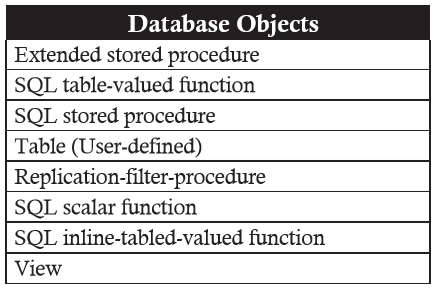 Database Objects
Extended stored procedure
SQL table-valued function
SQL stored procedure
Table (User-defined)
Replication-filter-procedure
SQL scalar function
SQL inline-tabled-valued function
View